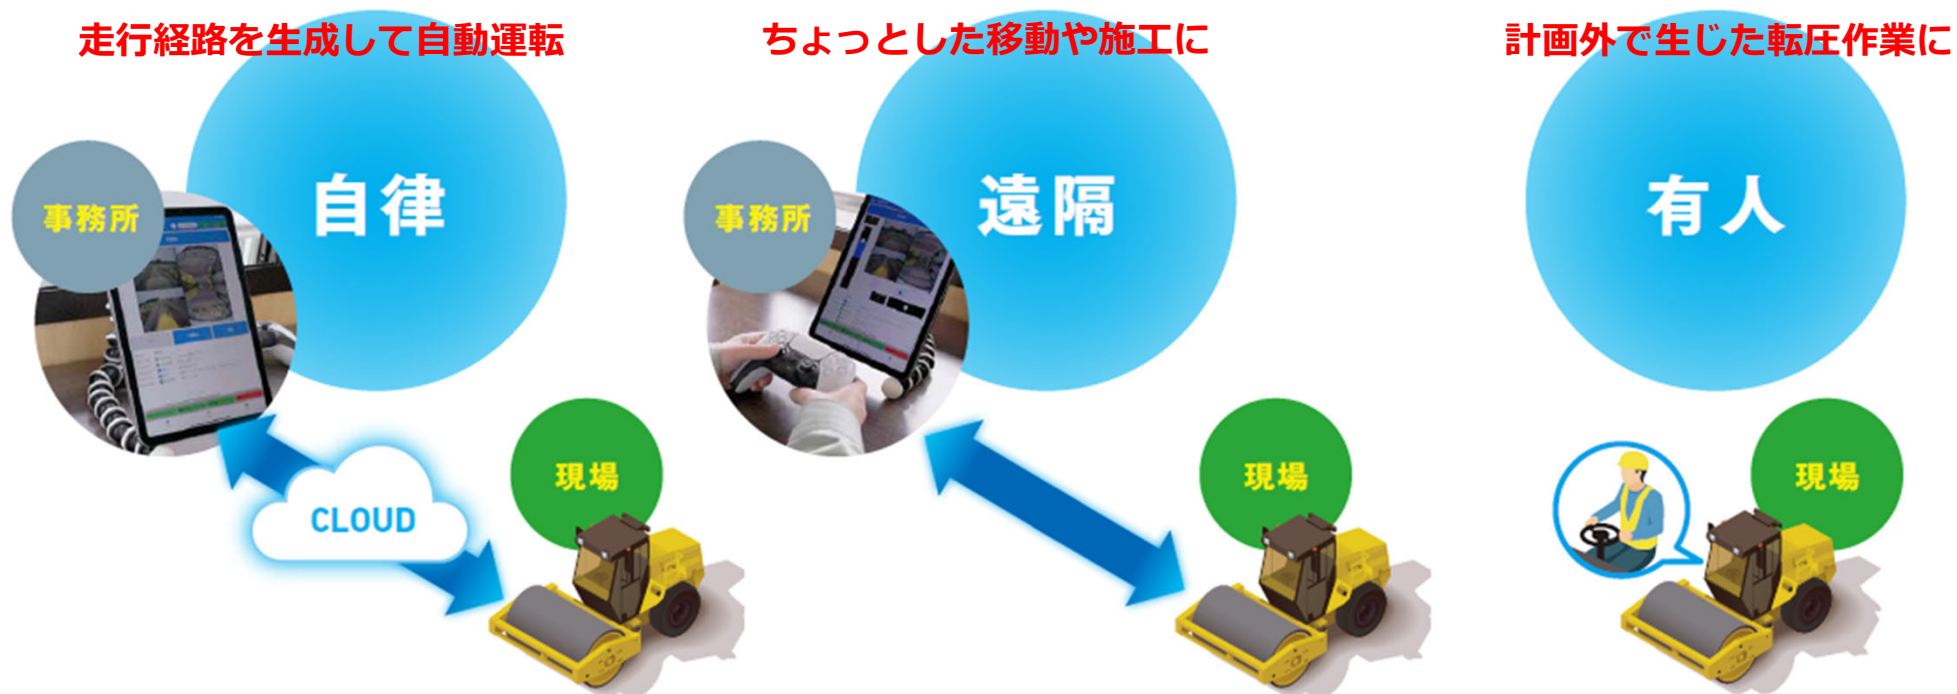 走行経路を生成して自動運転
自律
事務所
CLOUD
現場
ちょっとした移動や施工に
遠隔
事務所
現場
計画外で生じた転圧作業に
有人
現場